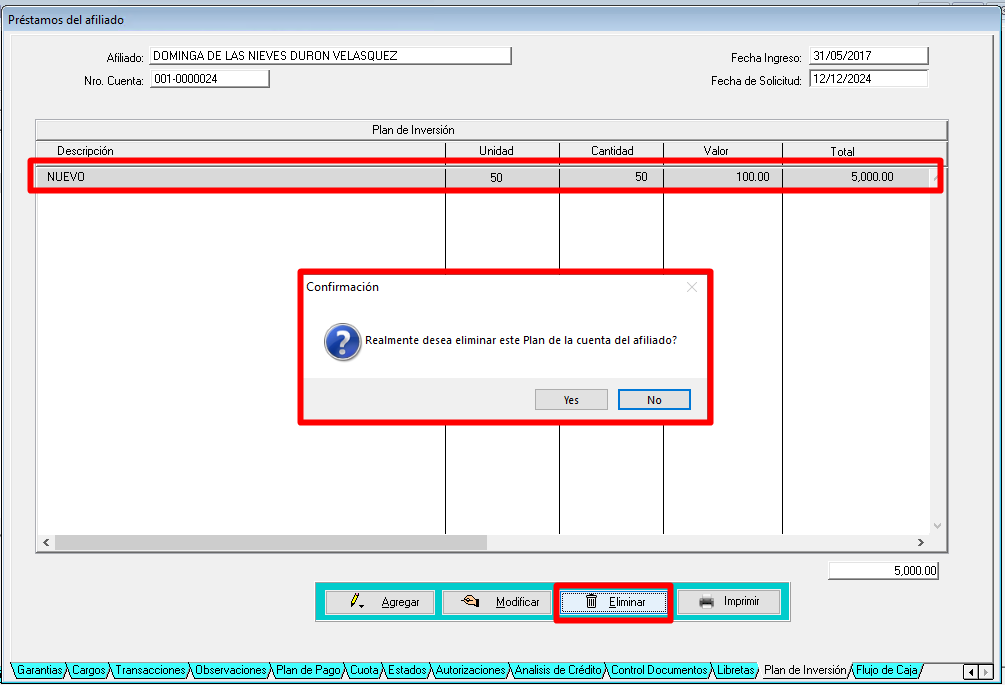 Préstamos del afiliado
Afiliado: DOMINGA DE LAS NIEVES DURON VELASQUEZ
Fecha Ingreso: 31/05/2017
Nro. Cuenta: 001-0000024
Fecha de Solicitud: 12/12/2024
Plan de Inversión
Descripción Unidad Cantidad Valor Total
NUEVO 50 50 100.00 5,000.00
Confirmación
Realmente desea eliminar este Plan de la cuenta del afiliado?
Yes No
5,000.00
Agregar Modificar Eliminar Imprimir
Garantias Cargos Transacciones Observaciones Plan de Pago Cuota Estados Autorizaciones Analisis de Crédito Control Documentos Libretas Plan de Inversión Flujo de Caja